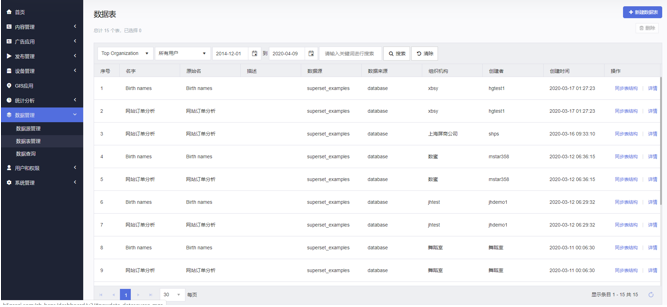 首页
内容管理
广告应用
发布管理
设备管理
GIS应用
统计分析
数据管理
数据源管理
数据表管理
数据查询
用户和权限
系统管理
数据表
+ 新建数据表
总计 15 个表，已选择 0
删除
Top Organization 所有用户 2014-12-01 到 2020-04-09 请输入关键词进行搜索 搜索 清除
序号 名字 原始名 描述 数据源 数据来源 组织机构 创建者 创建时间 操作
1 Birth names Birth names superset_examples database xbsy hgtest1 2020-03-17 01:27:23 同步表结构 详情
2 网站订单分析 网站订单分析 superset_examples database xbsy hgtest1 2020-03-17 01:27:23 同步表结构 详情
3 网站订单分析 网站订单分析 superset_examples database 上海屏荷公司 shps 2020-03-16 09:33:10 同步表结构 详情
4 Birth names Birth names superset_examples database 数蜜 mstar358 2020-03-12 06:36:15 同步表结构 详情
5 网站订单分析 网站订单分析 superset_examples database 数蜜 mstar358 2020-03-12 06:36:15 同步表结构 详情
6 Birth names Birth names superset_examples database jhtest jhdemo1 2020-03-12 06:29:32 同步表结构 详情
7 网站订单分析 网站订单分析 superset_examples database jhtest jhdemo1 2020-03-12 06:29:32 同步表结构 详情
8 Birth names Birth names superset_examples database 舞蹈室 舞蹈室 2020-03-11 00:06:30 同步表结构 详情
9 网站订单分析 网站订单分析 superset_examples database 舞蹈室 舞蹈室 2020-03-11 00:06:30 同步表结构 详情
1 30 每页 显示条目 1 - 15 共 15